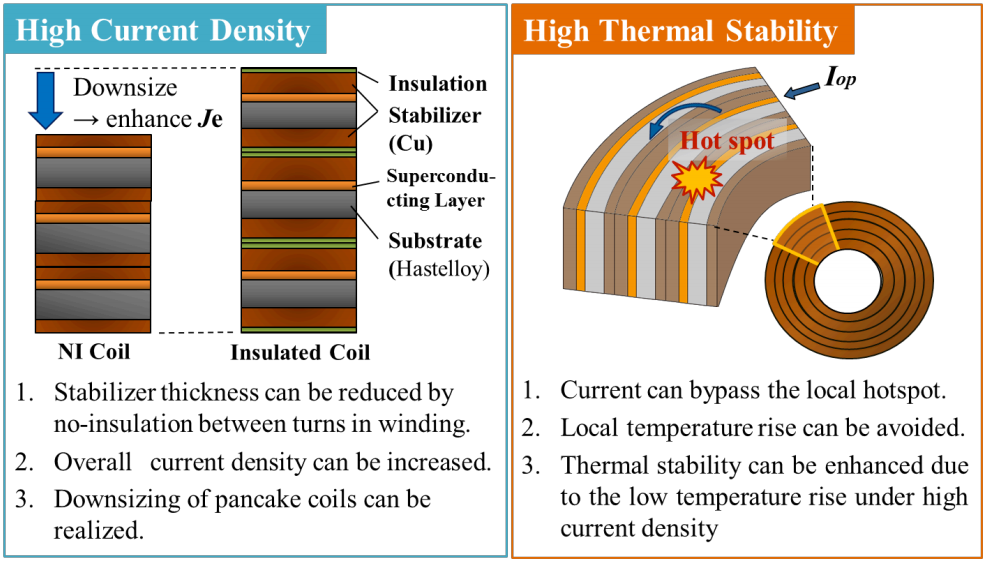 High Current Density
Downsize
→ enhance Je
Insulation
Stabilizer
(Cu)
Supercondu-
cting Layer
Substrate
(Hastelloy)
NI Coil
Insulated Coil
1. Stabilizer thickness can be reduced by
no-insulation between turns in winding.
2. Overall current density can be increased.
3. Downsizing of pancake coils can be
realized.
High Thermal Stability
Iop
Hot spot
1. Current can bypass the local hotspot.
2. Local temperature rise can be avoided.
3. Thermal stability can be enhanced due
to the low temperature rise under high
current density